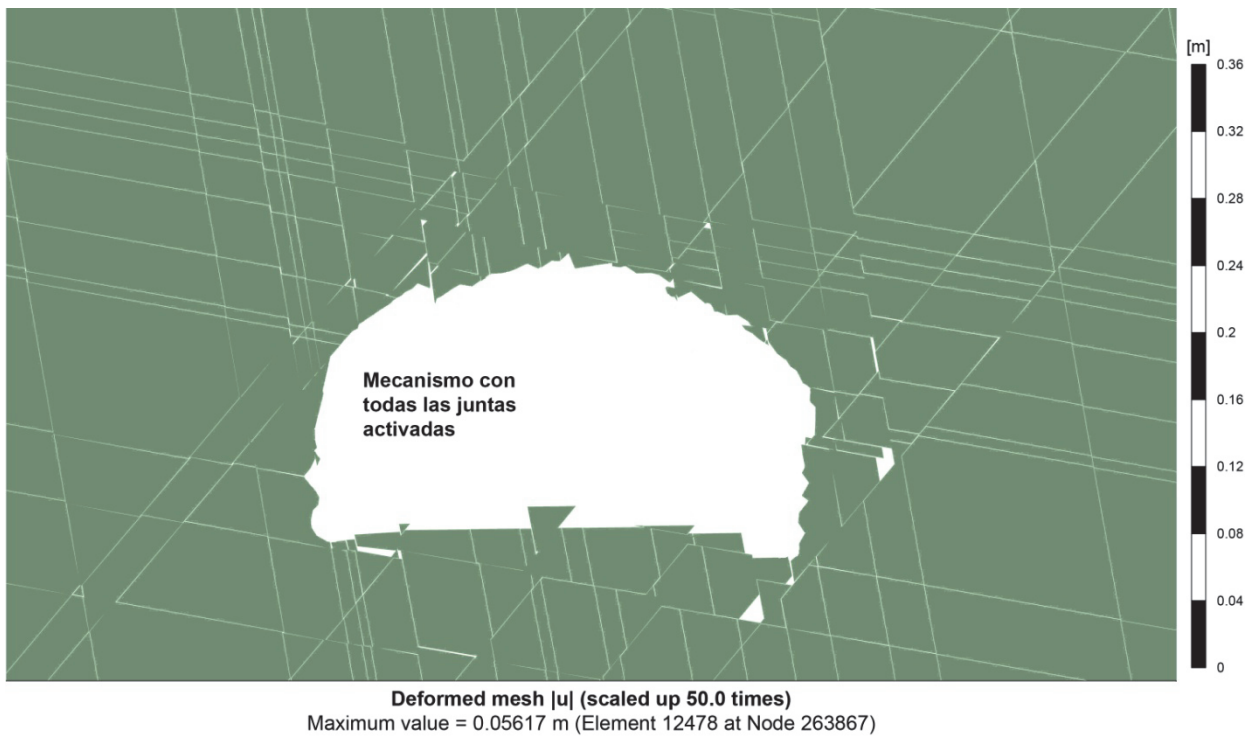 [m]
0.36
0.32
0.28
0.24
0.2
0.16
0.12
0.08
0.04
0
Mecanismo con
todas las juntas
activadas
Deformed mesh |u| (scaled up 50.0 times)
Maximum value = 0.05617 m (Element 12478 at Node 263867)